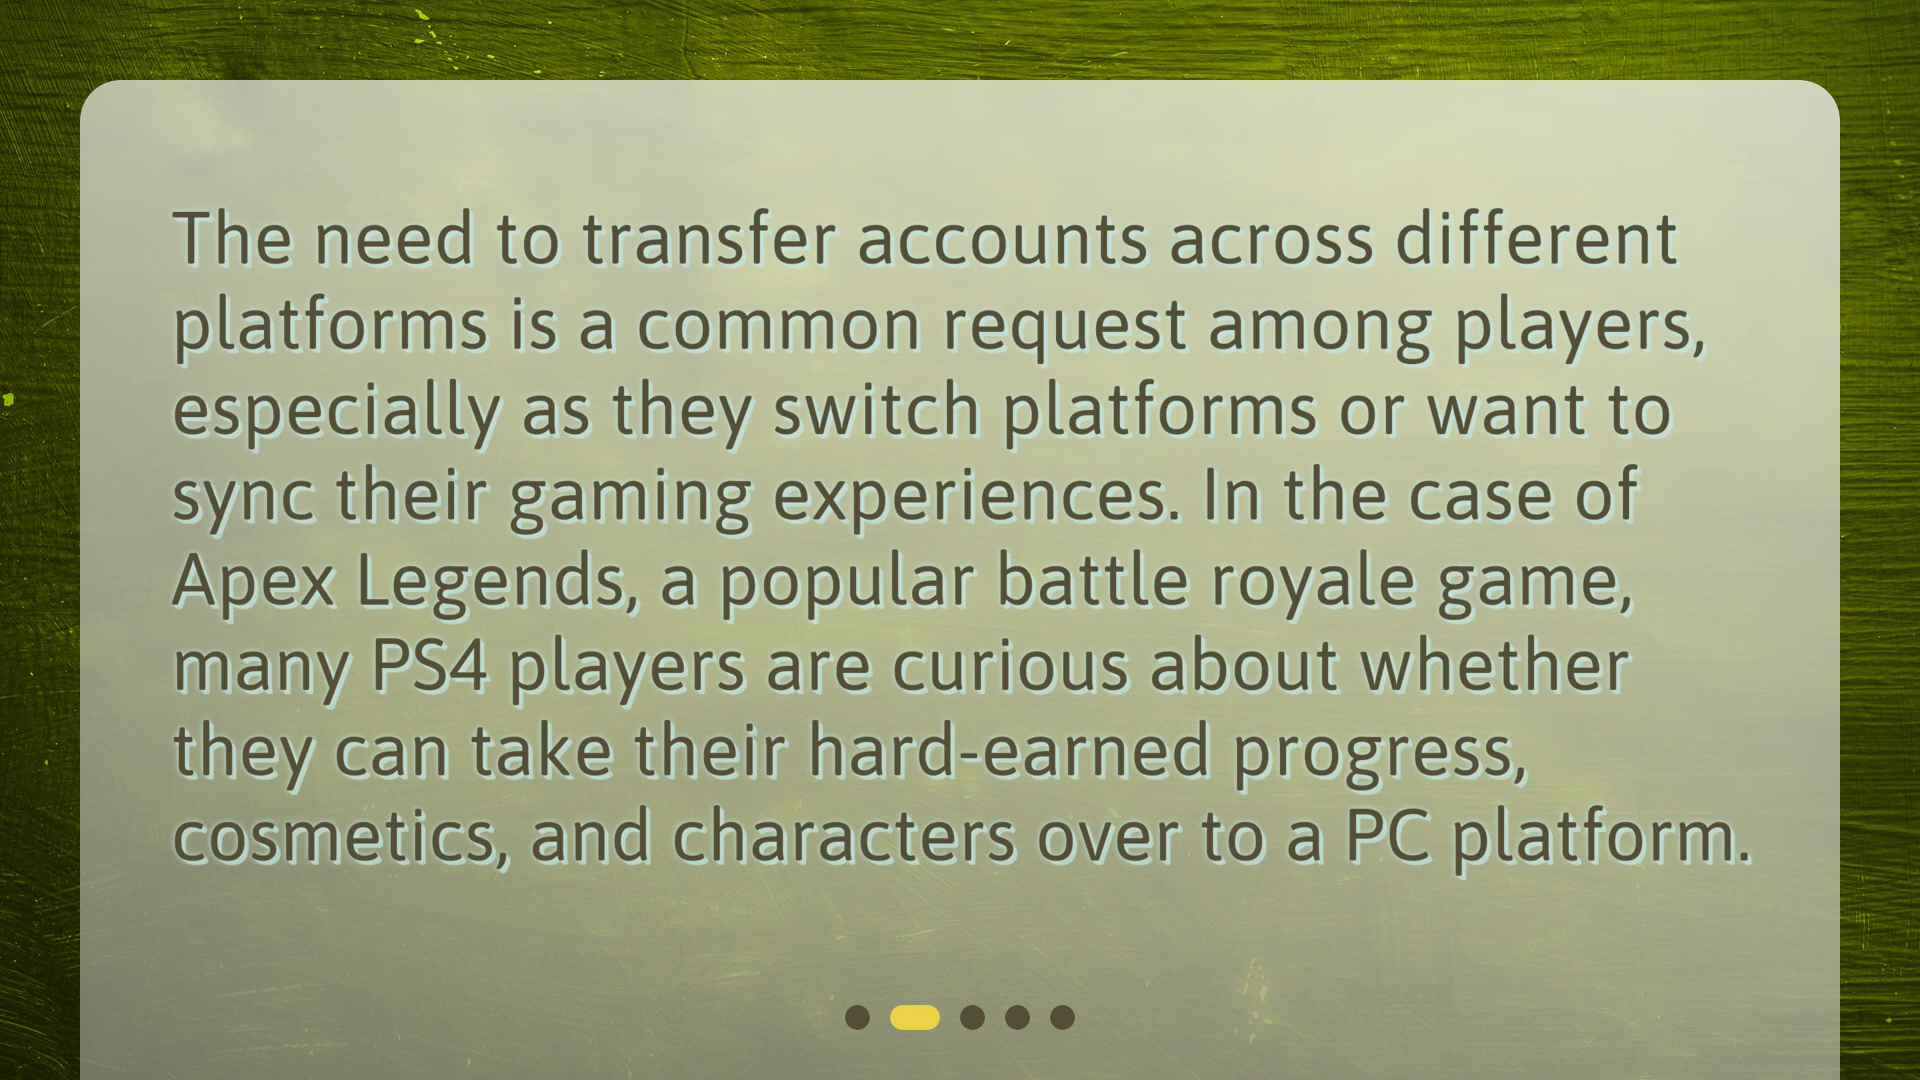 The need to transfer accounts across different
platforms is a common request among players,
especially as they switch platforms or want to
sync their gaming experiences. In the case of
Apex Legends, a popular battle royale game,
many PS4 players are curious about whether
they can take their hard-earned progress,
cosmetics, and characters over to a PC platform.